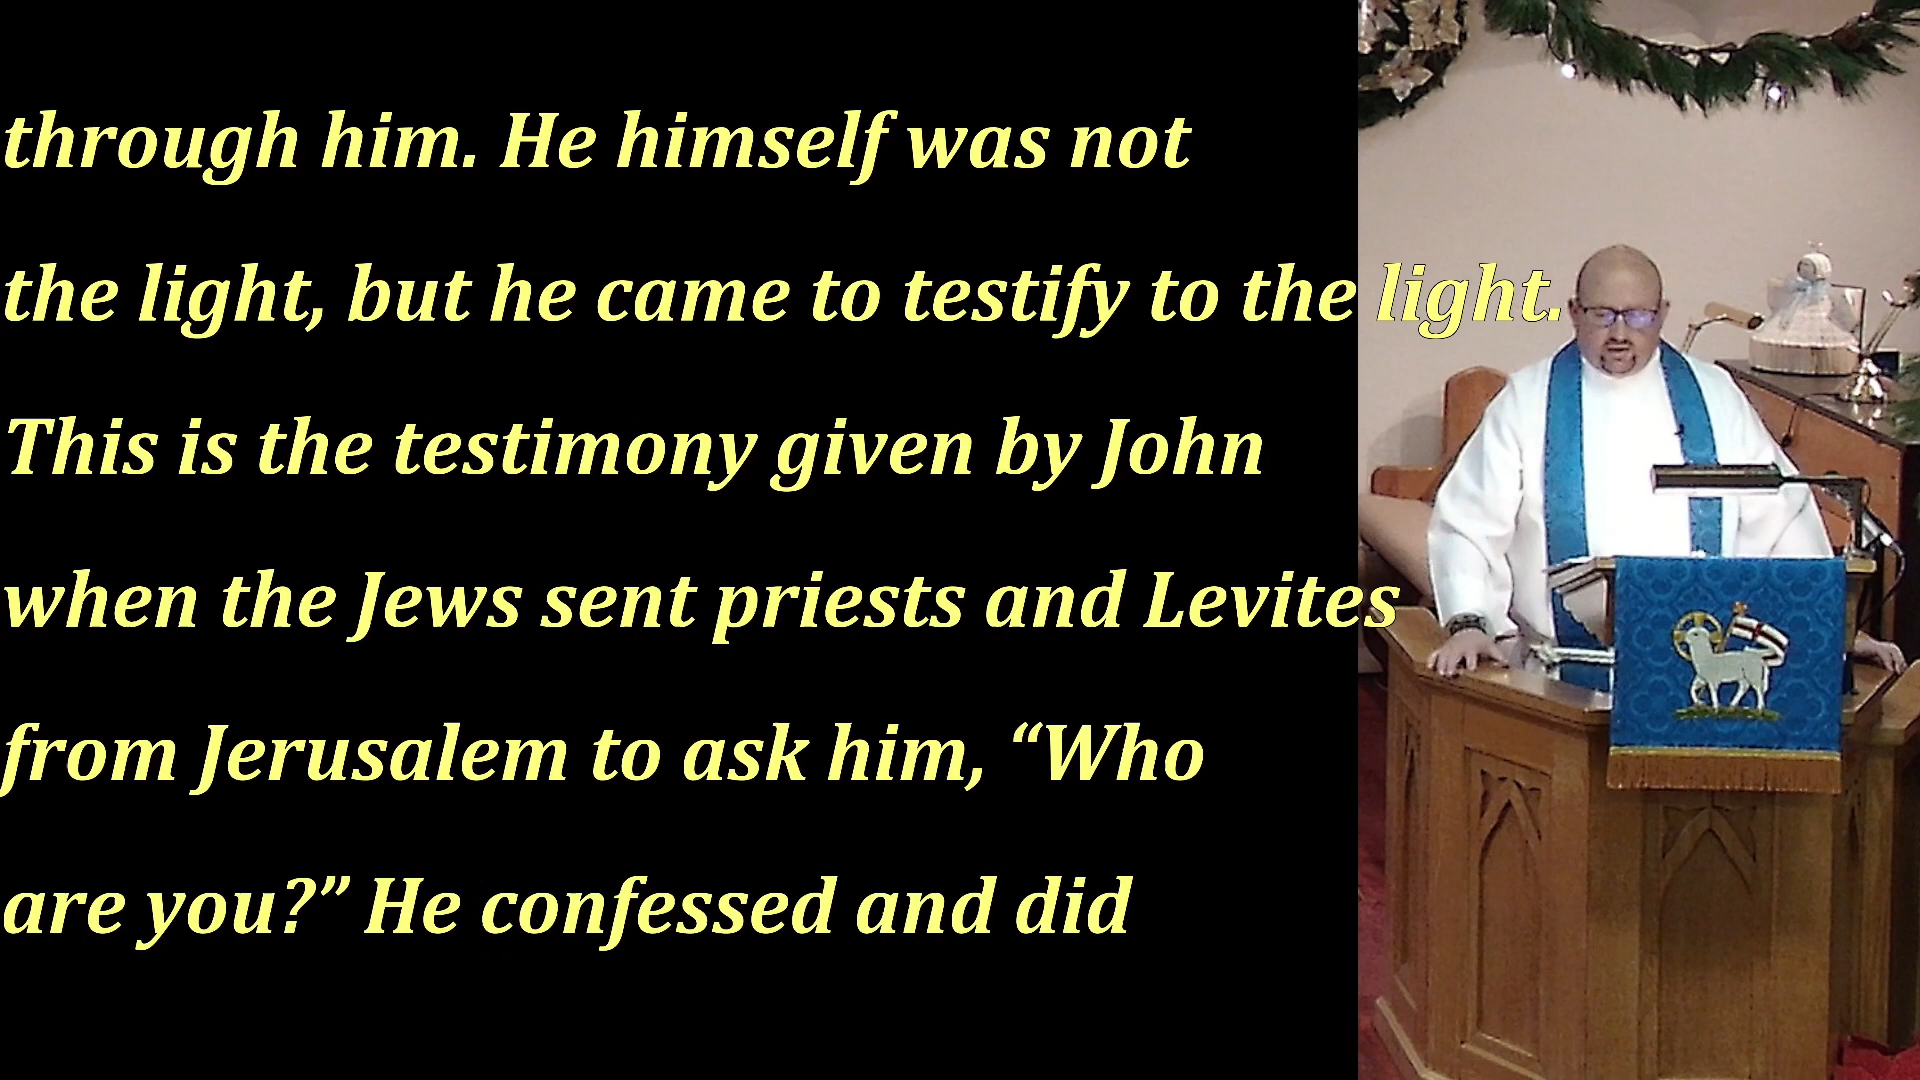 through him. He himself was not
the light, but he came to testify to the light.
This is the testimony given by John
when the Jews sent priests and Levites
from Jerusalem to ask him, “Who
are you?” He confessed and did